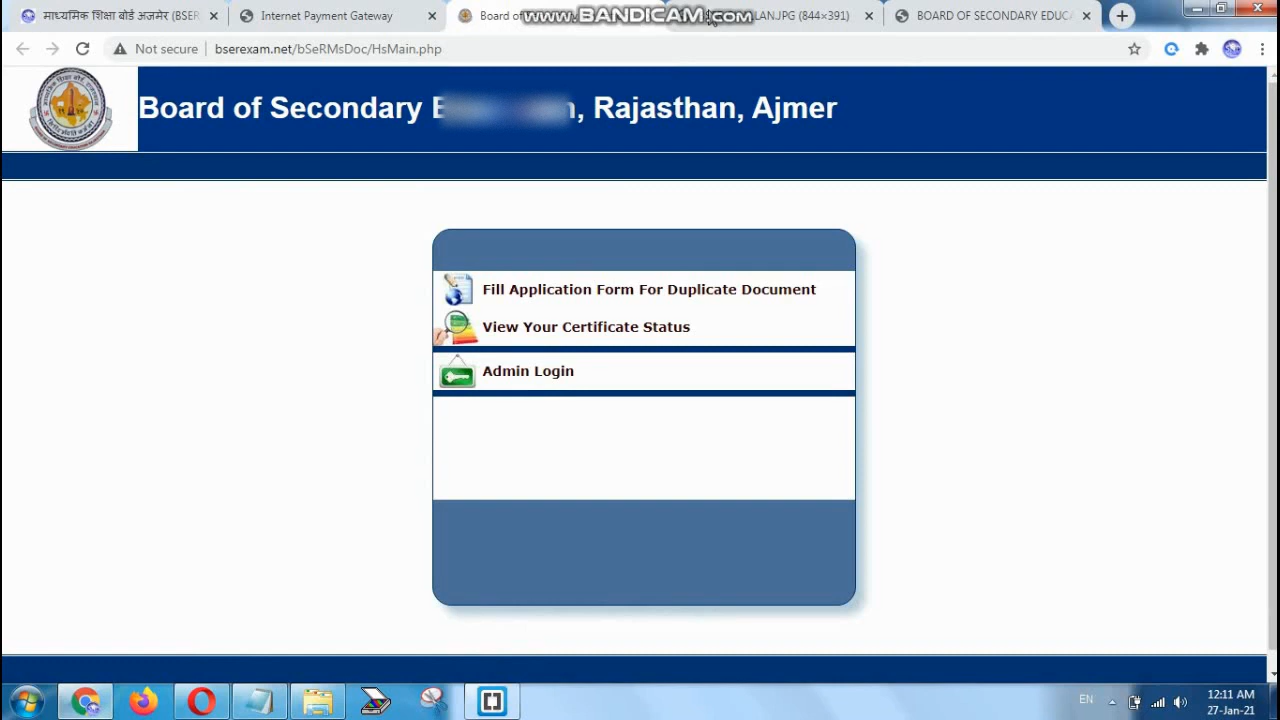 माध्यमिक शिक्षा बोर्ड अजमेर (BSER
Internet Payment Gateway
Board of
www.BANDICAM.com
LAN.JPG (844×391)
BOARD OF SECONDARY EDUCA
Not secure
bserexam.net/bSeRMsDoc/HsMain.php
Board of Secondary E n, Rajasthan, Ajmer
Fill Application Form For Duplicate Document
View Your Certificate Status
Admin Login
EN
12:11 AM
27-Jan-21